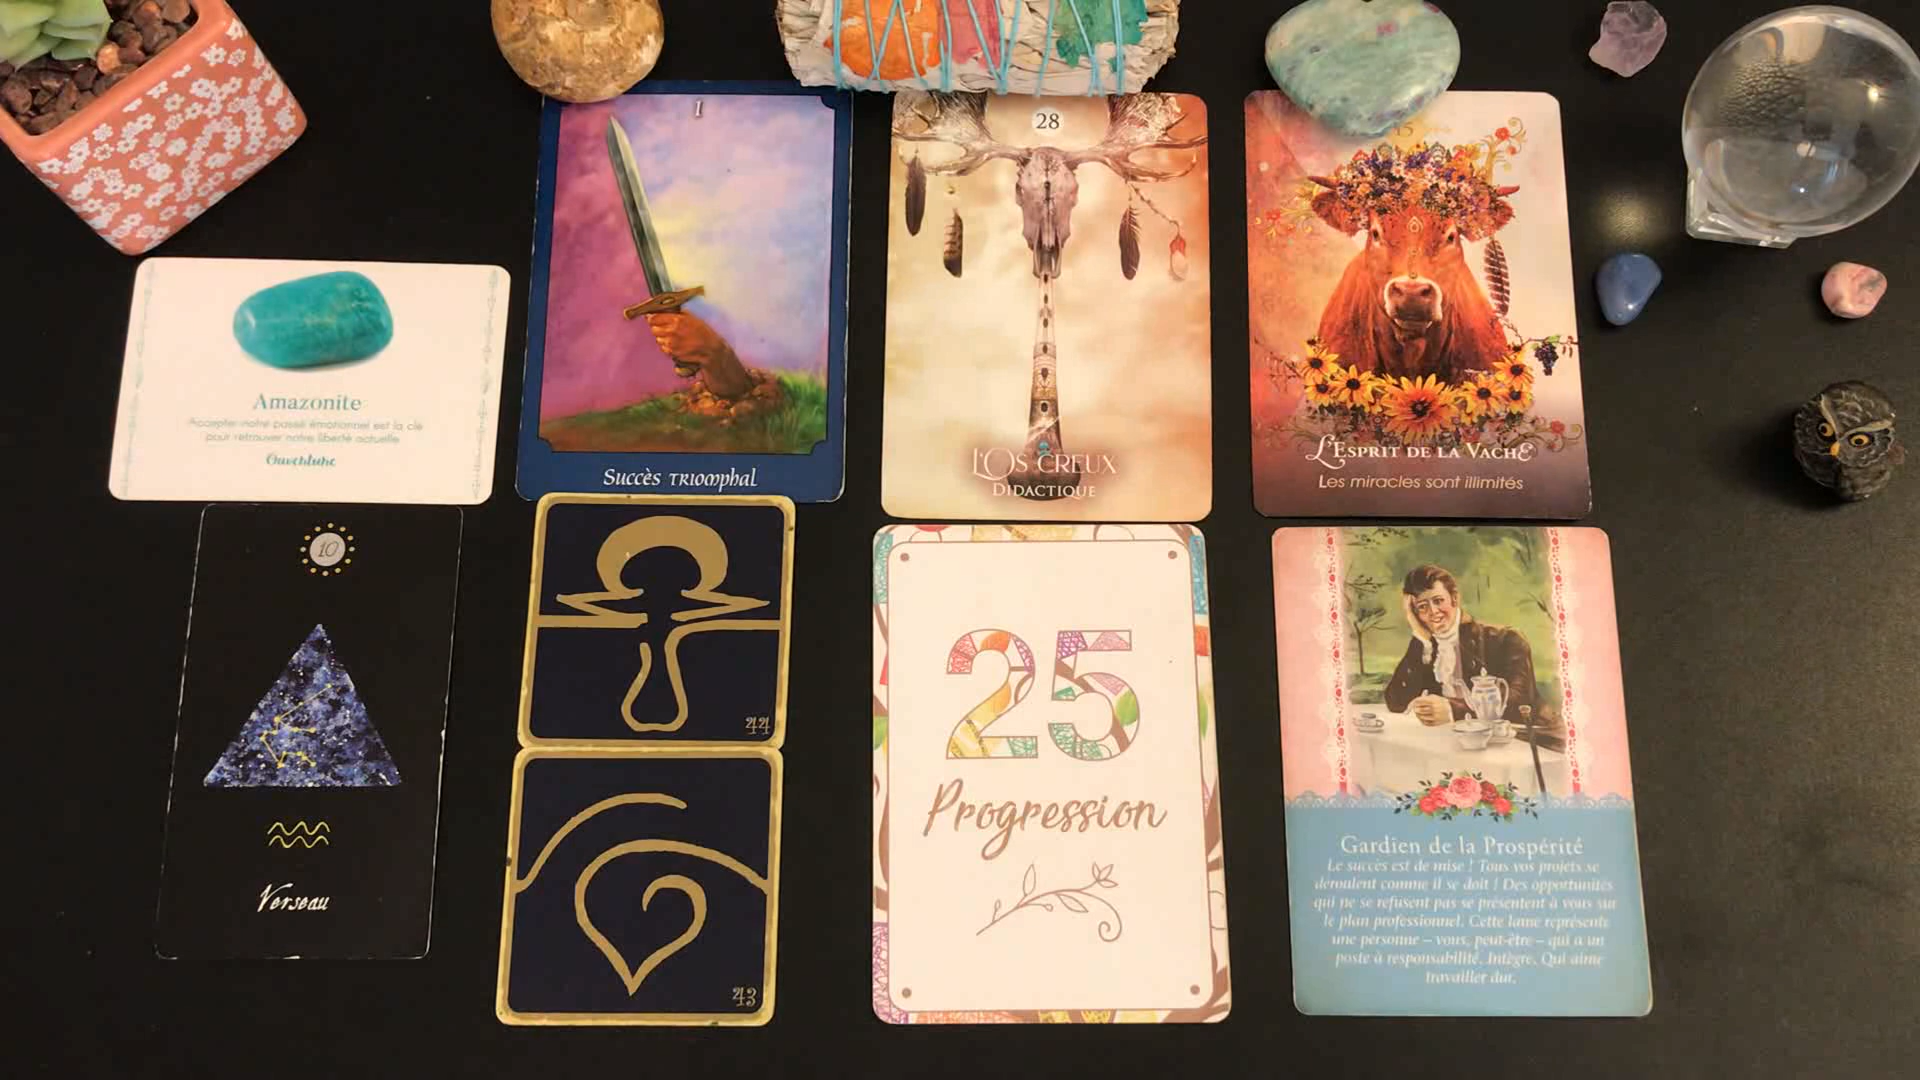 Amazonite
Accepter notre passé émotionnel est la clé
pour retrouver notre liberté actuelle
Ouverture
I
Succès triomphal
28
L'Os creux
Didactique
L'Esprit de la Vache
Les miracles sont illimités
10
Verseau
44
43
25
Progression
Gardien de la Prospérité
Le succès est de mise ! Tous vos projets se
déroulent comme il se doit ! Des opportunités
qui ne se refusent pas se présentent à vous sur
le plan professionnel. Cette lame représente
une personne – vous, peut-être – qui a un
poste à responsabilité. Intègre. Qui aime
travailler dur.